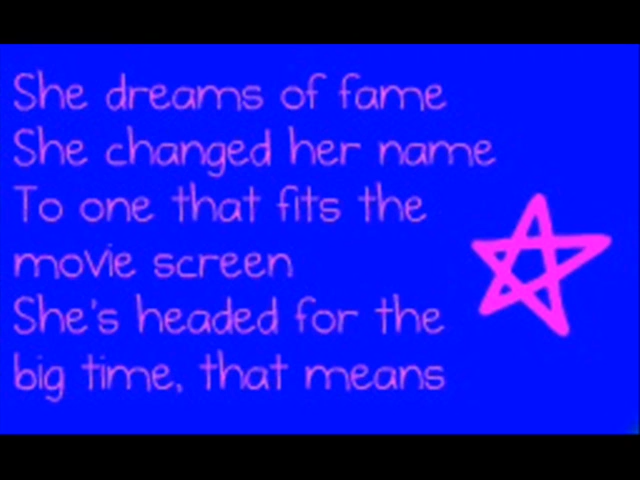 She dreams of fame
She changed her name
To one that fits the
movie screen
She's headed for the
big time, that means